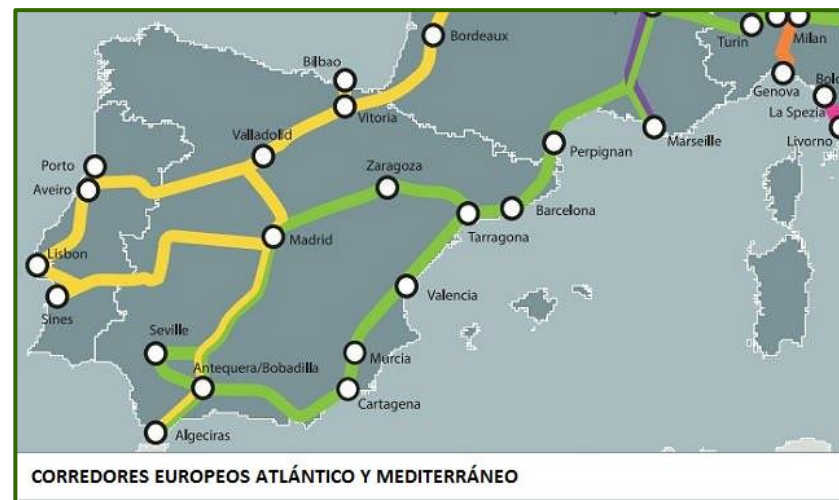 Bordeaux
Turin
Milan
Bilbao
Genova
Bolo
Vitoria
La Spezia
Valladolid
Livorno
Marseille
Perpignan
Porto
Zaragoza
Aveiro
Barcelona
Tarragona
Madrid
Lisbon
Valencia
Sines
Seville
Murcia
Antequera/Bobadilla
Cartagena
Algeciras
CORREDORES EUROPEOS ATLÁNTICO Y MEDITERRÁNEO